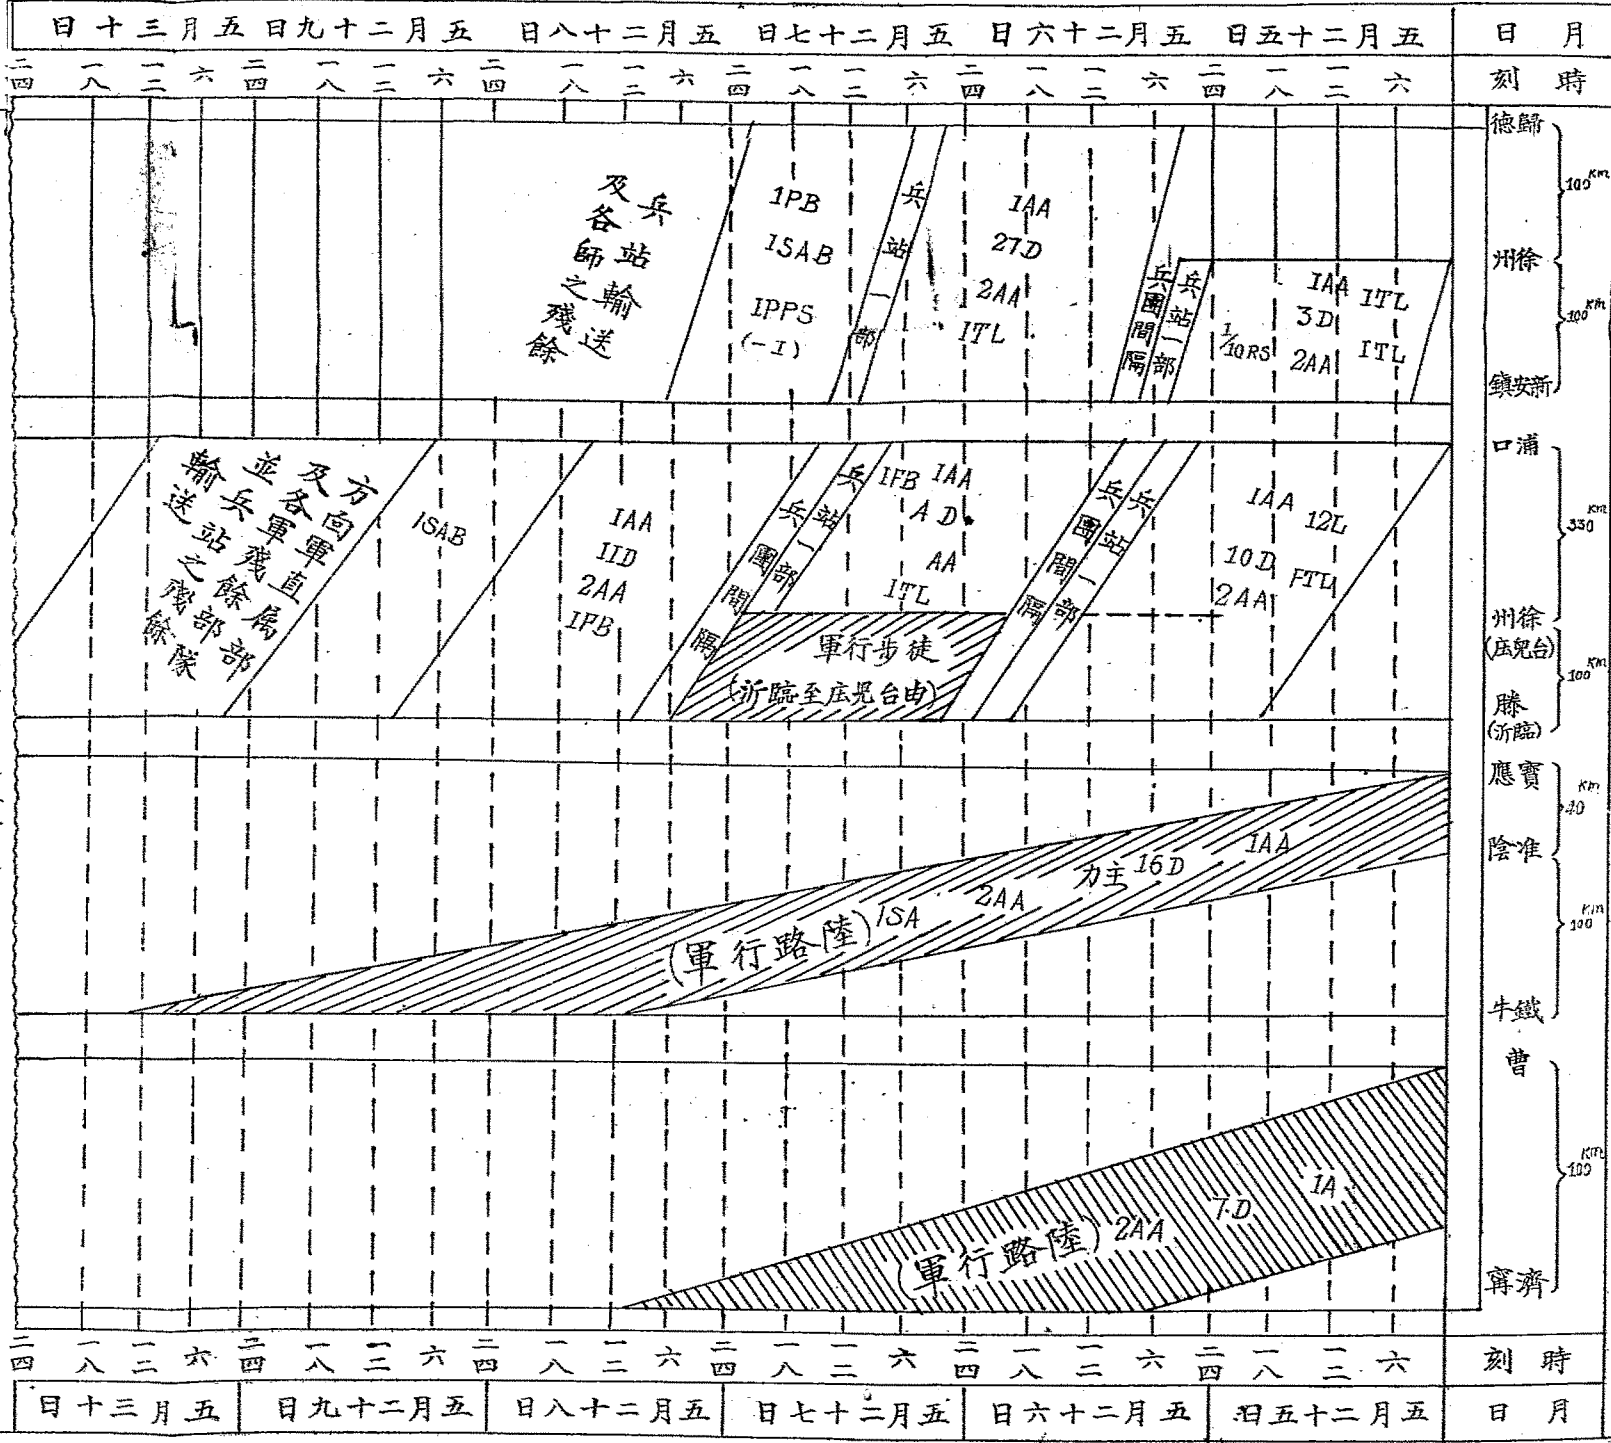 月日 五月二十五日 五月二十六日 五月二十七日 五月二十八日 五月二十九日 五月三十日
時刻 六 一二 一八 二四 六 一二 一八 二四 六 一二 一八 二四 六 一二 一八 二四 六 一二 一八 二四 六 一二 一八 二四
歸德
100km
徐州
100km
新安鎮
1AA
1TL
3D
2AA
1TL
1/10RS
兵站一部
兵團間隔
1AA
27D
2AA
1TL
兵站一部
1PB
1SAB
1PPS
(-1)
兵站輸送
及各師之殘餘
浦口
330km
徐州
(台兒庄)
100km
滕
(臨沂)
1AA
12L
10D
FTL
2AA
兵站一部
兵團間隔
1FB
1AA
AD
AA
1TL
徒步行軍
(由台兒庄至臨沂)
兵站一部
兵團間隔
1AA
11D
2AA
1PB
1SAB
方向軍直属部
及各軍殘餘部隊
並兵站之殘餘
輸送
寶應
40km
淮陰
100km
鐵牛
1AA
16D
主力
2AA
1SA
(陸路行軍)
曹
100km
濟甯
1A
7D
2AA
(陸路行軍)
時刻 六 一二 一八 二四 六 一二 一八 二四 六 一二 一八 二四 六 一二 一八 二四 六 一二 一八 二四 六 一二 一八 二四
月日 五月二十五日 五月二十六日 五月二十七日 五月二十八日 五月二十九日 五月三十日